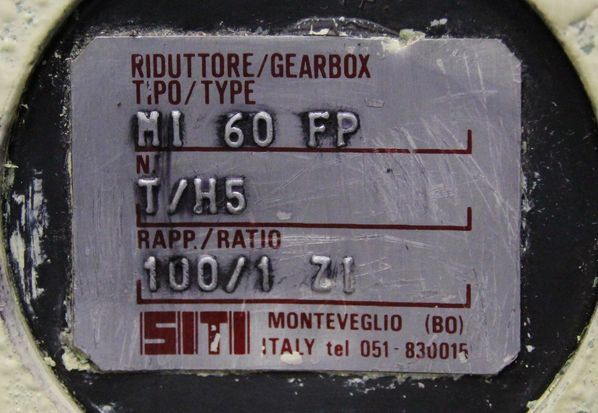 RIDUTTORE/GEARBOX
TIPO/TYPE
MI 60 FP
N.
T/H5
RAPP./RATIO
100/1 Z1
SITI MONTEVEGLIO (BO)
ITALY tel 051-830015